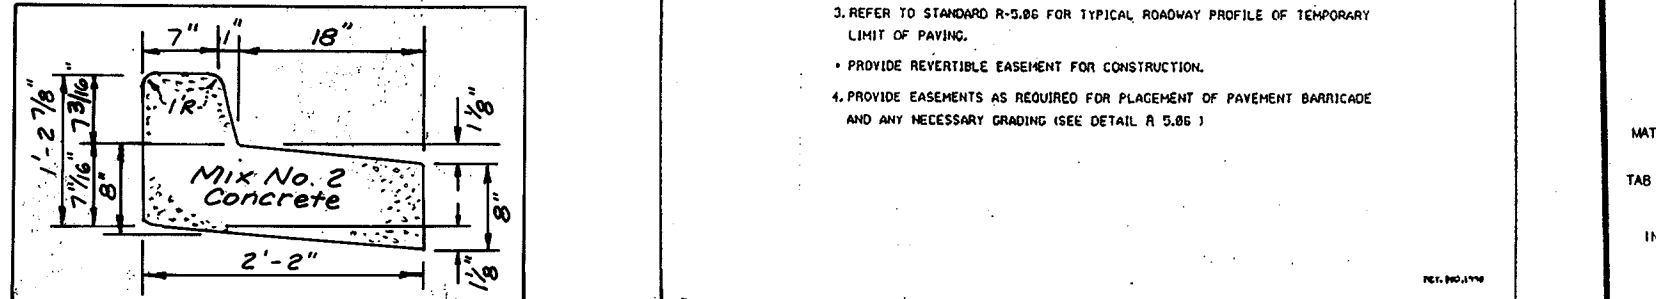 7" 1" 18"
1'-2 7/8"
7 3/16"
1R
1 1/8"
7 11/16"
8"
Mix No. 2
Concrete
8"
2'-2"
1 1/8"
3. REFER TO STANDARD R-5.06 FOR TYPICAL ROADWAY PROFILE OF TEMPORARY
LIMIT OF PAVING.
• PROVIDE REVERTIBLE EASEMENT FOR CONSTRUCTION.
4. PROVIDE EASEMENTS AS REQUIRED FOR PLACEMENT OF PAVEMENT BARRICADE
AND ANY NECESSARY GRADING (SEE DETAIL R 5.06 )
MAT
TAB
IN